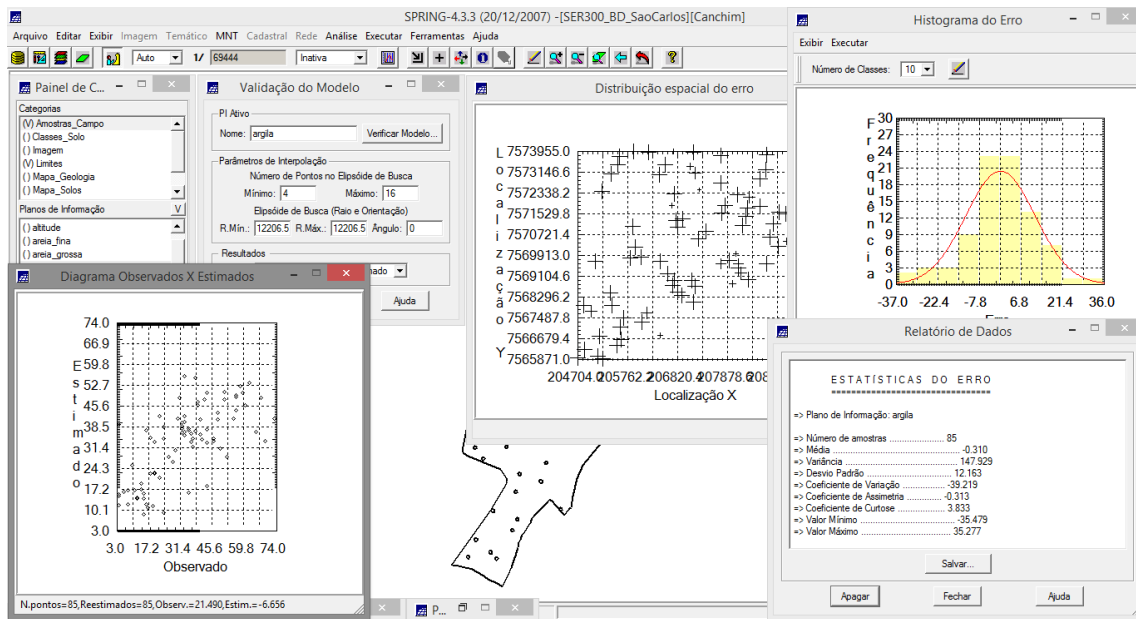 SPRING-4.3.3 (20/12/2007) -[SER300_BD_SaoCarlos][Canchim]
Arquivo Editar Exibir Imagem Temático MNT Cadastral Rede Análise Executar Ferramentas Ajuda
Auto 1/ 69444 Inativa
Painel de C...
Categorias
(V) Amostras_Campo
( ) Classes_Solo
( ) Imagem
(V) Limites
( ) Mapa_Geologia
( ) Mapa_Solos
Planos de Informação V
( ) altitude
( ) areia_fina
( ) areia_grossa
Validação do Modelo
PI Ativo
Nome: argila Verificar Modelo...
Parâmetros de Interpolação
Número de Pontos no Elipsóide de Busca
Mínimo: 4 Máximo: 16
Elipsóide de Busca (Raio e Orientação)
R.Mín.: 12206.5 R.Máx.: 12206.5 Angulo: 0
Resultados
Ajuda
Distribuição espacial do erro
Localização Y
7573955.0
7573146.6
7572338.2
7571529.8
7570721.4
7569913.0
7569104.6
7568296.2
7567487.8
7566679.4
7565871.0
204704.0 205762.2 206820.4 207878.6
Localização X
Histograma do Erro
Exibir Executar
Número de Classes: 10
Frequência
30
27
24
21
18
15
12
9
6
3
0
-37.0 -22.4 -7.8 6.8 21.4 36.0
Diagrama Observados X Estimados
Estimado
74.0
66.9
59.8
52.7
45.6
38.5
31.4
24.3
17.2
10.1
3.0
3.0 17.2 31.4 45.6 59.8 74.0
Observado
N.pontos=85,Reestimados=85,Observ.=21.490,Estim.=-6.656
P...
Relatório de Dados
ESTATÍSTICAS DO ERRO
===============================
=> Plano de Informação: argila
=> Número de amostras ...................... 85
=> Média ..................................................... -0.310
=> Variância .............................................. 147.929
=> Desvio Padrão .................................... 12.163
=> Coeficiente de Variação ................ -39.219
=> Coeficiente de Assimetria ........... -0.313
=> Coeficiente de Curtose ................. 3.833
=> Valor Mínimo ...................................... -35.479
=> Valor Máximo .................................... 35.277
Salvar...
Apagar Fechar Ajuda